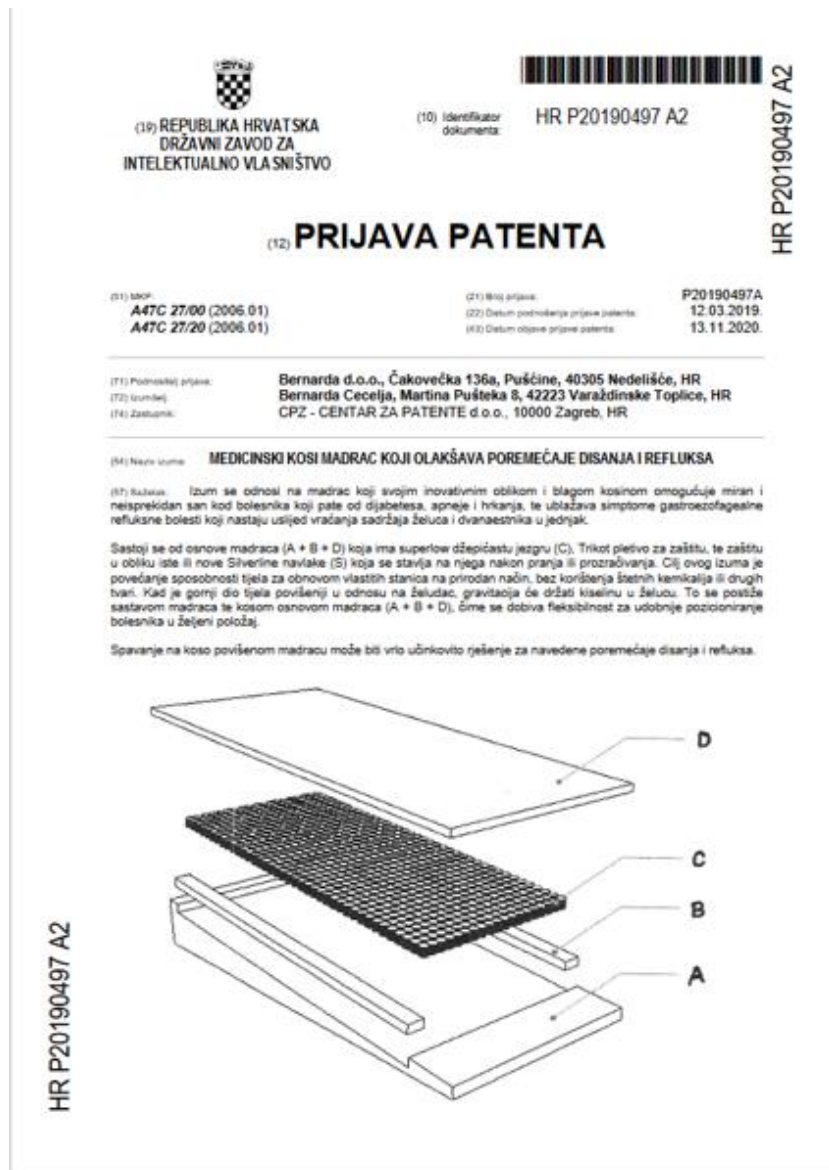 HR P20190497 A2
(19) REPUBLIKA HRVATSKA
DRŽAVNI ZAVOD ZA
INTELEKTUALNO VLASNIŠTVO
(10) Identifikator
dokumenta:
HR P20190497 A2
(12) PRIJAVA PATENTA
(51) MKP:
A47C 27/00 (2006.01)
A47C 27/20 (2006.01)
(21) Broj prijave: P20190497A
(22) Datum podnošenja prijave patenta: 12.03.2019.
(43) Datum objave prijave patenta: 13.11.2020.
(71) Podnositelj prijave: Bernarda d.o.o., Čakovečka 136a, Pušćine, 40305 Nedelišće, HR
(72) Izumitelj: Bernarda Cecelja, Martina Pušteka 8, 42223 Varaždinske Toplice, HR
(74) Zastupnik: CPZ - CENTAR ZA PATENTE d.o.o., 10000 Zagreb, HR
(54) Naziv izuma: MEDICINSKI KOSI MADRAC KOJI OLAKŠAVA POREMEĆAJE DISANJA I REFLUKSA
(57) Sažetak: Izum se odnosi na madrac koji svojim inovativnim oblikom i blagom kosinom omogućuje miran i
neisprekidan san kod bolesnika koji pate od dijabetesa, apneje i hrkanja, te ublažava simptome gastroezofagealne
refluksne bolesti koji nastaju uslijed vraćanja sadržaja želuca i dvanaestnika u jednjak.
Sastoji se od osnove madraca (A + B + D) koja ima superlow džepičastu jezgru (C), Trikot pletivo za zaštitu, te zaštitu
u obliku iste ili nove Silverline navlake (S) koja se stavlja na njega nakon pranja ili prozračivanja. Cilj ovog izuma je
povećanje sposobnosti tijela za obnovom vlastitih stanica na prirodan način, bez korištenja štetnih kemikalija ili drugih
tvari. Kad je gornji dio tijela povišeniji u odnosu na želudac, gravitacija će držati kiselinu u želucu. To se postiže
sastavom madraca te kosom osnovom madraca (A + B + D), čime se dobiva fleksibilnost za udobnije pozicioniranje
bolesnika u željeni položaj.
Spavanje na koso povišenom madracu može biti vrlo učinkovito rješenje za navedene poremećaje disanja i refluksa.
D
C
B
A
HR P20190497 A2